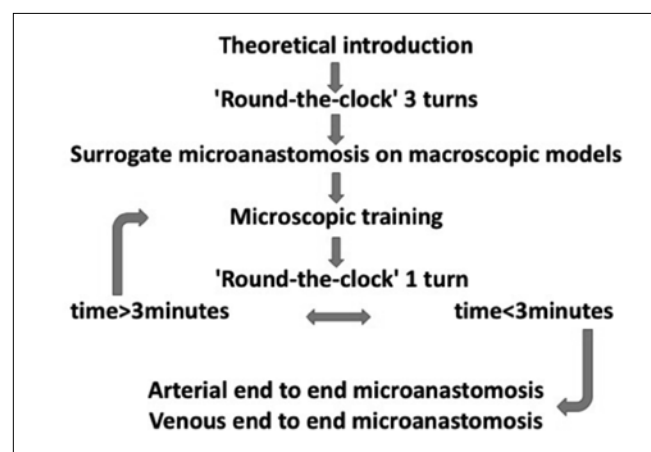 Theoretical introduction
'Round-the-clock' 3 turns
Surrogate microanastomosis on macroscopic models
Microscopic training
'Round-the-clock' 1 turn
time>3minutes
time<3minutes
Arterial end to end microanastomosis
Venous end to end microanastomosis